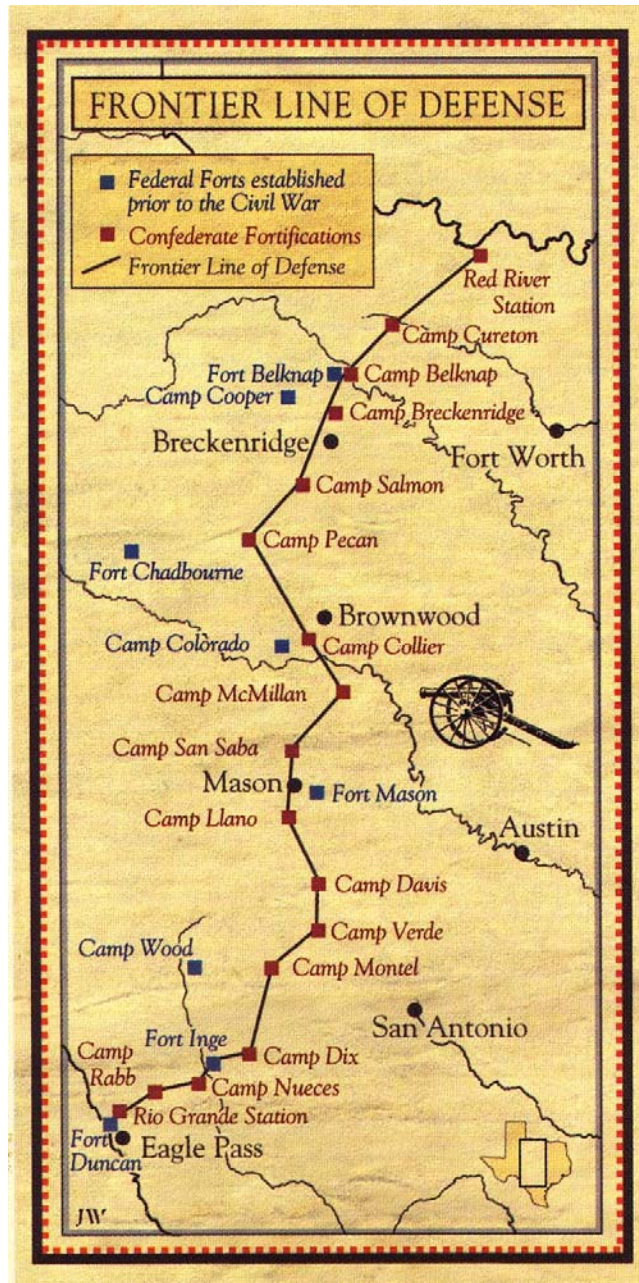 FRONTIER LINE OF DEFENSE
Federal Forts established
prior to the Civil War
Confederate Fortifications
Frontier Line of Defense
Red River
Station
Camp Cureton
Fort Belknap
Camp Belknap
Camp Cooper
Camp Breckenridge
Breckenridge
Fort Worth
Camp Salmon
Camp Pecan
Fort Chadbourne
Brownwood
Camp Colorado
Camp Collier
Camp McMillan
Camp San Saba
Mason
Fort Mason
Camp Llano
Austin
Camp Davis
Camp Verde
Camp Wood
Camp Montel
San Antonio
Fort Inge
Camp Dix
Camp
Rabb
Camp Nueces
Rio Grande Station
Fort
Duncan
Eagle Pass
JW